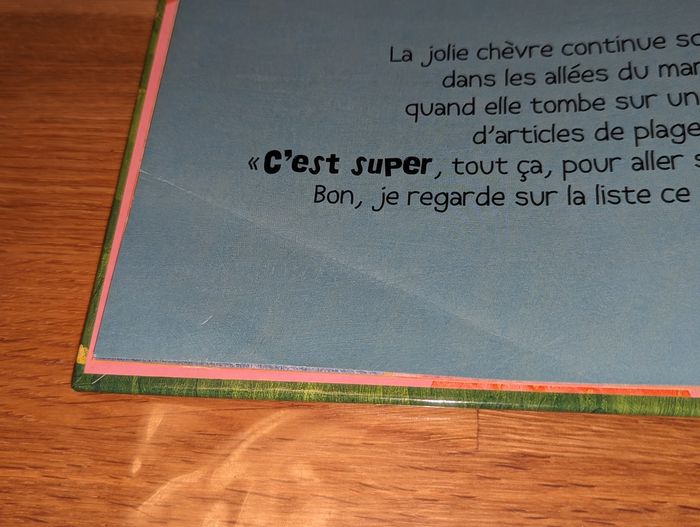 La jolie chèvre continue
dans les allées du
quand elle tombe sur un
d'articles de plage
« C'est super, tout ça, pour aller
Bon, je regarde sur la liste ce